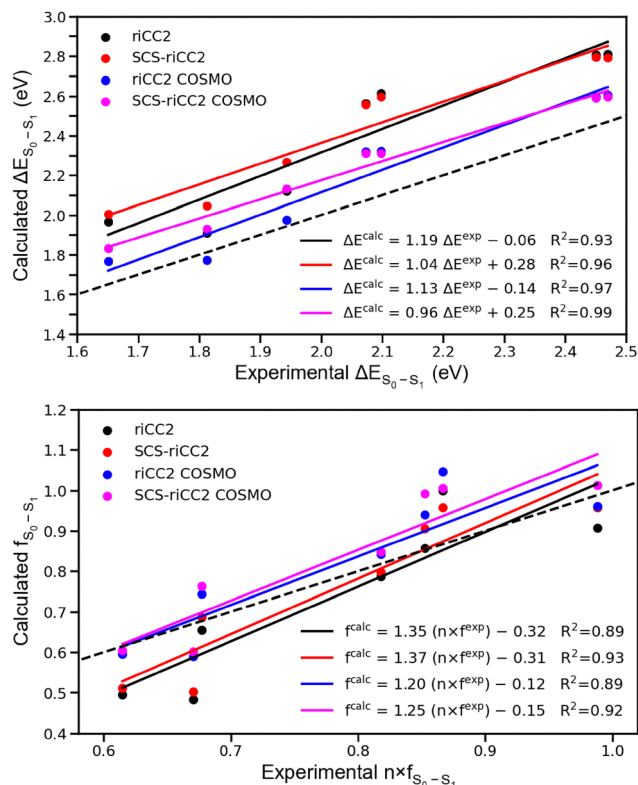 3.0
2.8
2.6
2.4
2.2
2.0
1.8
1.6
1.4
Calculated ΔE_{S₀−S₁} (eV)
riCC2
SCS-riCC2
riCC2 COSMO
SCS-riCC2 COSMO
ΔE^{calc} = 1.19 ΔE^{exp} − 0.06 R²=0.93
ΔE^{calc} = 1.04 ΔE^{exp} + 0.28 R²=0.96
ΔE^{calc} = 1.13 ΔE^{exp} − 0.14 R²=0.97
ΔE^{calc} = 0.96 ΔE^{exp} + 0.25 R²=0.99
1.6 1.7 1.8 1.9 2.0 2.1 2.2 2.3 2.4 2.5
Experimental ΔE_{S₀−S₁} (eV)
1.2
1.1
1.0
0.9
0.8
0.7
0.6
0.5
0.4
Calculated f_{S₀−S₁}
riCC2
SCS-riCC2
riCC2 COSMO
SCS-riCC2 COSMO
f^{calc} = 1.35 (n×f^{exp}) − 0.32 R²=0.89
f^{calc} = 1.37 (n×f^{exp}) − 0.31 R²=0.93
f^{calc} = 1.20 (n×f^{exp}) − 0.12 R²=0.89
f^{calc} = 1.25 (n×f^{exp}) − 0.15 R²=0.92
0.6 0.7 0.8 0.9 1.0
Experimental n×f_{S₀−S₁}